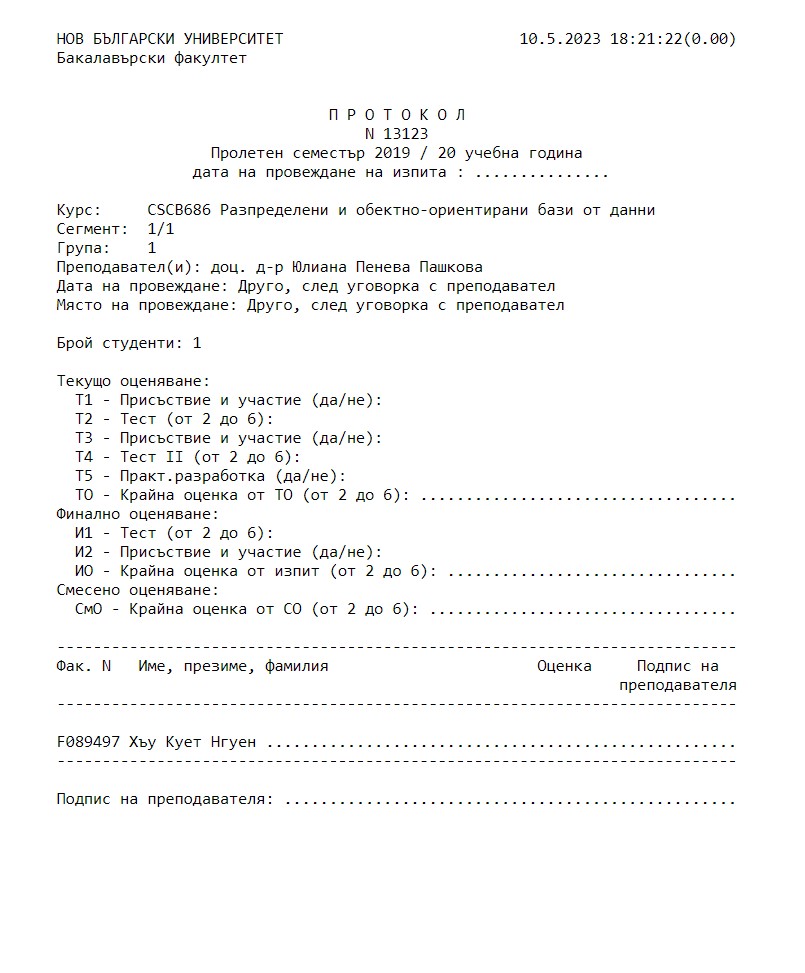 НОВ БЪЛГАРСКИ УНИВЕРСИТЕТ                          10.5.2023 18:21:22(0.00)
Бакалавърски факултет
П Р О Т О К О Л
N 13123
Пролетен семестър 2019 / 20 учебна година
дата на провеждане на изпита : ...............
Курс:     CSCB686 Разпределени и обектно-ориентирани бази от данни
Сегмент:  1/1
Група:    1
Преподавател(и): доц. д-р Юлиана Пенева Пашкова
Дата на провеждане: Друго, след уговорка с преподавател
Място на провеждане: Друго, след уговорка с преподавател
Брой студенти: 1
Текущо оценяване:
Т1 - Присъствие и участие (да/не):
Т2 - Тест (от 2 до 6):
Т3 - Присъствие и участие (да/не):
Т4 - Тест II (от 2 до 6):
Т5 - Практ.разработка (да/не):
ТО - Крайна оценка от ТО (от 2 до 6): ...................................
Финално оценяване:
И1 - Тест (от 2 до 6):
И2 - Присъствие и участие (да/не):
ИО - Крайна оценка от изпит (от 2 до 6): ................................
Смесено оценяване:
СмО - Крайна оценка от СО (от 2 до 6): ..................................
---------------------------------------------------------------------------
Фак. N   Име, презиме, фамилия                       Оценка     Подпис на
преподавателя
---------------------------------------------------------------------------
F089497 Хъу Кует Нгуен ....................................................
---------------------------------------------------------------------------
Подпис на преподавателя: ..................................................